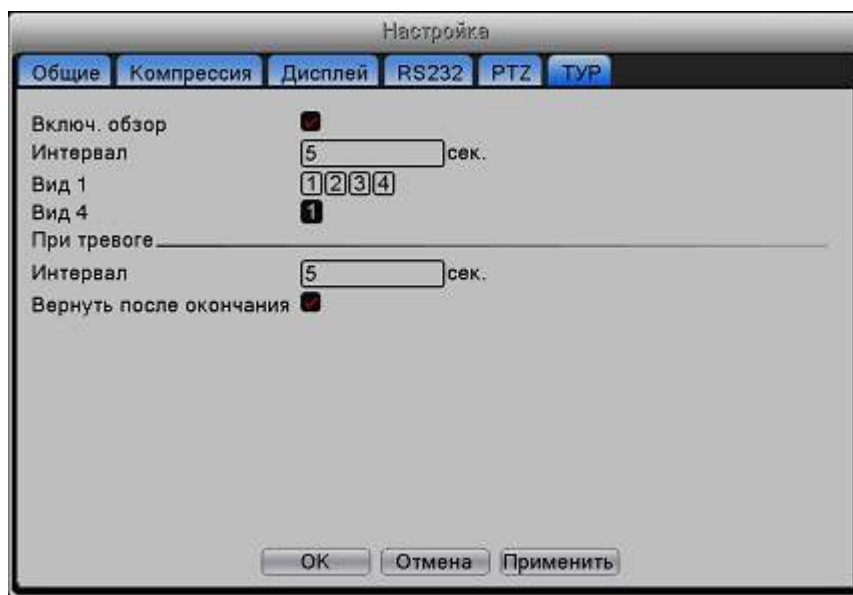 Настройка
Общие Компрессия Дисплей RS232 PTZ ТУР
Включ. обзор
Интервал 5 сек.
Вид 1 1 2 3 4
Вид 4 1
При тревоге
Интервал 5 сек.
Вернуть после окончания
OK Отмена Применить